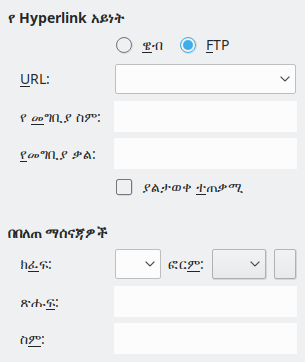 የ Hyperlink አይነት
ዌብ FTP
URL:
የ መግቢያ ስም:
የመግቢያ ቃል:
ያልታወቀ ተጠቃሚ
በበለጠ ማሰናጃዎች
ክፈፍ: ፎርም:
ጽሑፍ:
ስም: